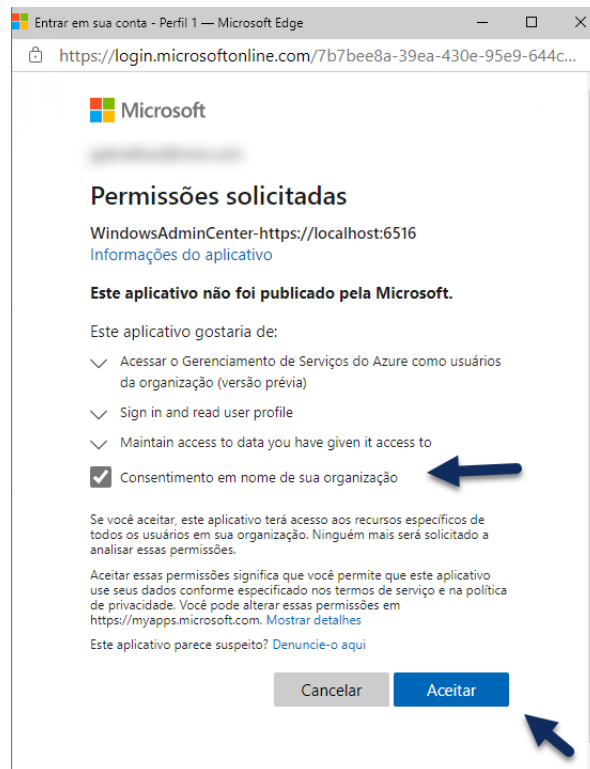 Entrar em sua conta - Perfil 1 — Microsoft Edge
https://login.microsoftonline.com/7b7bee8a-39ea-430e-95e9-644c...
Microsoft
Permissões solicitadas
WindowsAdminCenter-https://localhost:6516
Informações do aplicativo
Este aplicativo não foi publicado pela Microsoft.
Este aplicativo gostaria de:
Acessar o Gerenciamento de Serviços do Azure como usuários
da organização (versão prévia)
Sign in and read user profile
Maintain access to data you have given it access to
Consentimento em nome de sua organização
Se você aceitar, este aplicativo terá acesso aos recursos específicos de
todos os usuários em sua organização. Ninguém mais será solicitado a
analisar essas permissões.
Aceitar essas permissões significa que você permite que este aplicativo
use seus dados conforme especificado nos termos de serviço e na política
de privacidade. Você pode alterar essas permissões em
https://myapps.microsoft.com. Mostrar detalhes
Este aplicativo parece suspeito? Denuncie-o aqui
Cancelar Aceitar